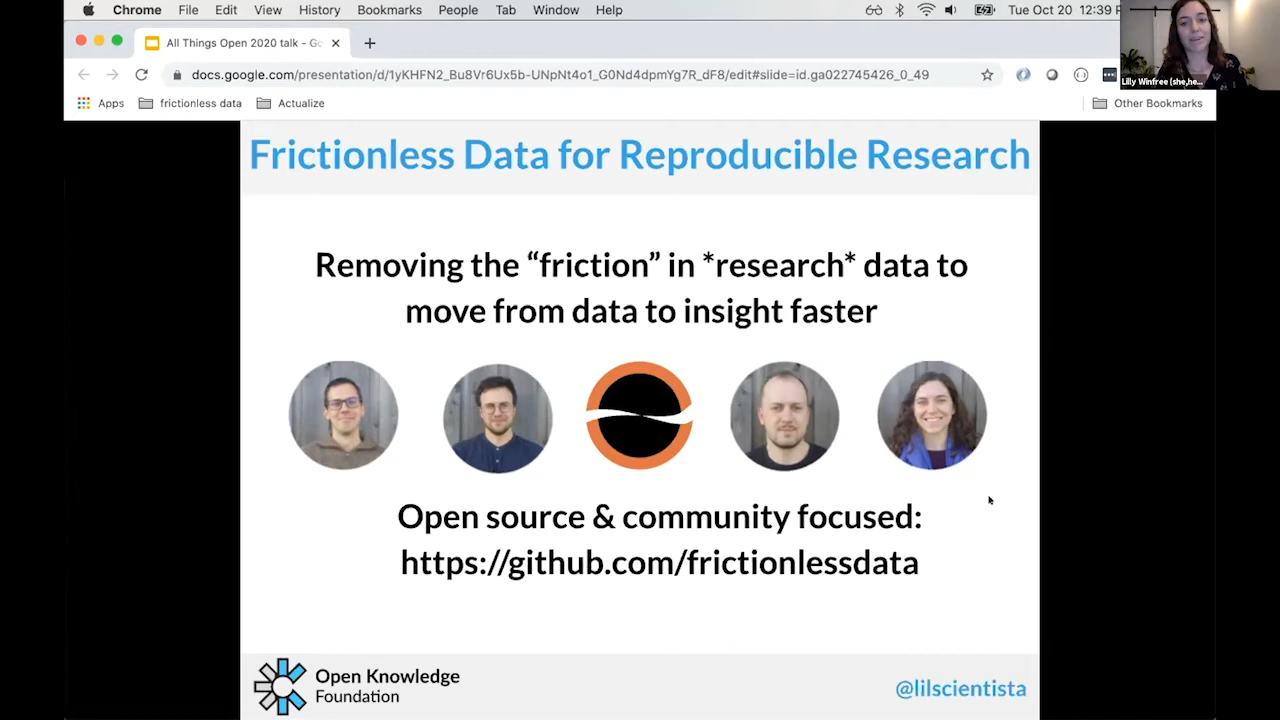 Chrome File Edit View History Bookmarks People Tab Window Help Tue Oct 20 12:39
All Things Open 2020 talk - Go
docs.google.com/presentation/d/1yKHFN2_Bu8Vr6Ux5b-UNpNt4o1_G0Nd4dpmYg7R_dF8/edit#slide=id.ga022745426_0_49
Apps frictionless data Actualize Other Bookmarks
Lilly Winfree (she,he...
Frictionless Data for Reproducible Research
Removing the “friction” in *research* data to
move from data to insight faster
Open source & community focused:
https://github.com/frictionlessdata
Open Knowledge
Foundation
@lilscientista